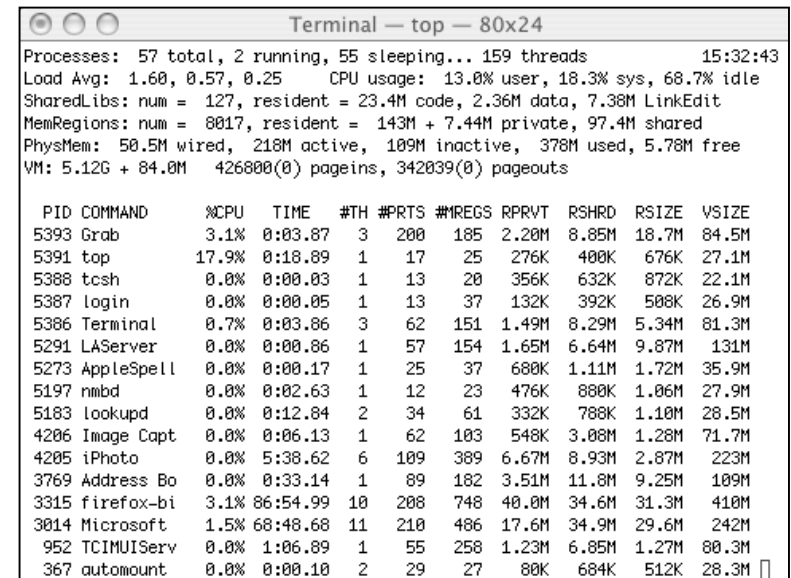 Terminal — top — 80x24
Processes: 57 total, 2 running, 55 sleeping... 159 threads 15:32:43
Load Avg: 1.60, 0.57, 0.25 CPU usage: 13.0% user, 18.3% sys, 68.7% idle
SharedLibs: num = 127, resident = 23.4M code, 2.36M data, 7.38M LinkEdit
MemRegions: num = 8017, resident = 143M + 7.44M private, 97.4M shared
PhysMem: 50.5M wired, 218M active, 109M inactive, 378M used, 5.78M free
VM: 5.12G + 84.0M 426800(0) pageins, 342039(0) pageouts
PID COMMAND %CPU TIME #TH #PRTS #MREGS RPRVT RSHRD RSIZE VSIZE
5393 Grab 3.1% 0:03.87 3 200 185 2.20M 8.85M 18.7M 84.5M
5391 top 17.9% 0:18.89 1 17 25 276K 400K 676K 27.1M
5388 tcsh 0.0% 0:00.03 1 13 20 356K 632K 872K 22.1M
5387 login 0.0% 0:00.05 1 13 37 132K 392K 508K 26.9M
5386 Terminal 0.7% 0:03.86 3 62 151 1.49M 8.29M 5.34M 81.3M
5291 LAServer 0.0% 0:00.86 1 57 154 1.65M 6.64M 9.87M 131M
5273 AppleSpell 0.0% 0:00.17 1 25 37 680K 1.11M 1.72M 35.9M
5197 nmbd 0.0% 0:02.63 1 12 23 476K 880K 1.06M 27.9M
5183 lookupd 0.0% 0:12.84 2 34 61 332K 788K 1.10M 28.5M
4206 Image Capt 0.0% 0:06.13 1 62 103 548K 3.08M 1.28M 71.7M
4205 iPhoto 0.0% 5:38.62 6 109 389 6.67M 8.93M 2.87M 223M
3769 Address Bo 0.0% 0:33.14 1 89 182 3.51M 11.8M 9.25M 109M
3315 firefox-bi 3.1% 86:54.99 10 208 748 40.0M 34.6M 31.3M 410M
3014 Microsoft 1.5% 68:48.68 11 210 486 17.6M 34.9M 29.6M 242M
952 TCIMUIServ 0.0% 1:06.89 1 55 258 1.23M 6.85M 1.27M 80.3M
367 automount 0.0% 0:00.10 2 29 27 80K 684K 512K 28.3M